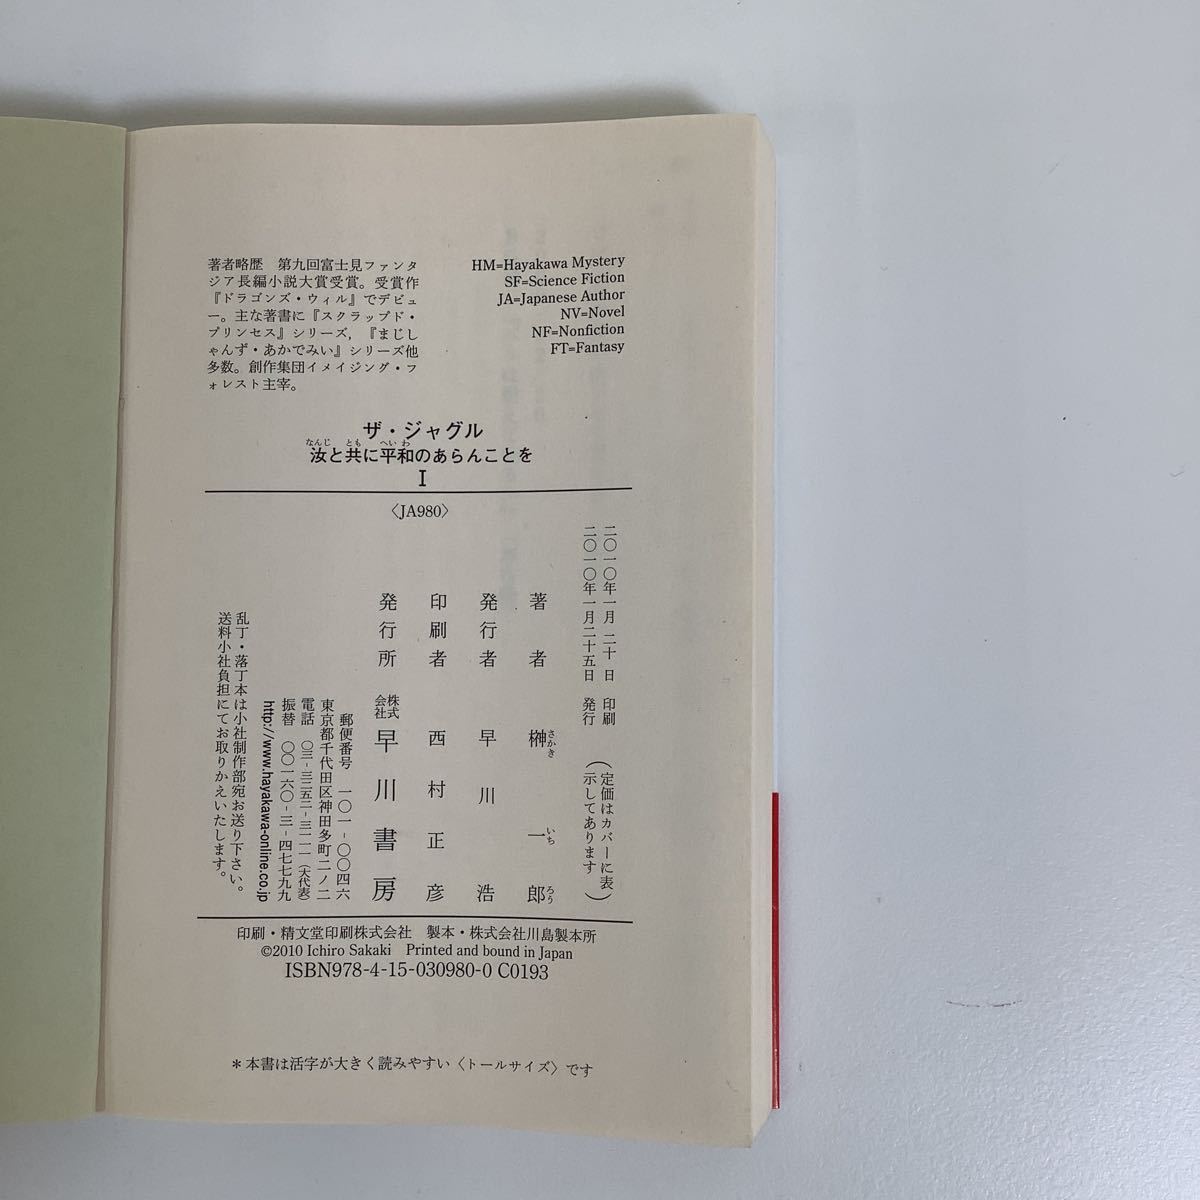 著者略歴　第九回富士見ファンタ
ジア長編小説大賞受賞。受賞作
『ドラゴンズ・ウィル』でデビュ
ー。主な著書に『スクラップド・
プリンセス』シリーズ，『まじし
ゃんず・あかでみい』シリーズ他
多数。創作集団イメイジング・フ
ォレスト主宰。
HM=Hayakawa Mystery
SF=Science Fiction
JA=Japanese Author
NV=Novel
NF=Nonfiction
FT=Fantasy
ザ・ジャグル
なんじ とも へいわ
汝と共に平和のあらんことを
I
〈JA980〉
二〇一〇年一月二十日　印刷
二〇一〇年一月二十五日　発行
（定価はカバーに表
示してあります）
著者　榊一郎
さかき いちろう
発行者　早川浩
印刷者　西村正彦
発行所　株式会社　早川書房
郵便番号　一〇一-〇〇四六
東京都千代田区神田多町二ノ二
電話　〇三-三二五二-三一一一（大代表）
振替　〇〇一六〇-三-四七七九九
http://www.hayakawa-online.co.jp
乱丁・落丁本は小社制作部宛お送り下さい。
送料小社負担にてお取りかえいたします。
印刷・精文堂印刷株式会社　製本・株式会社川島製本所
©2010 Ichiro Sakaki　Printed and bound in Japan
ISBN978-4-15-030980-0 C0193
＊本書は活字が大きく読みやすい〈トールサイズ〉です